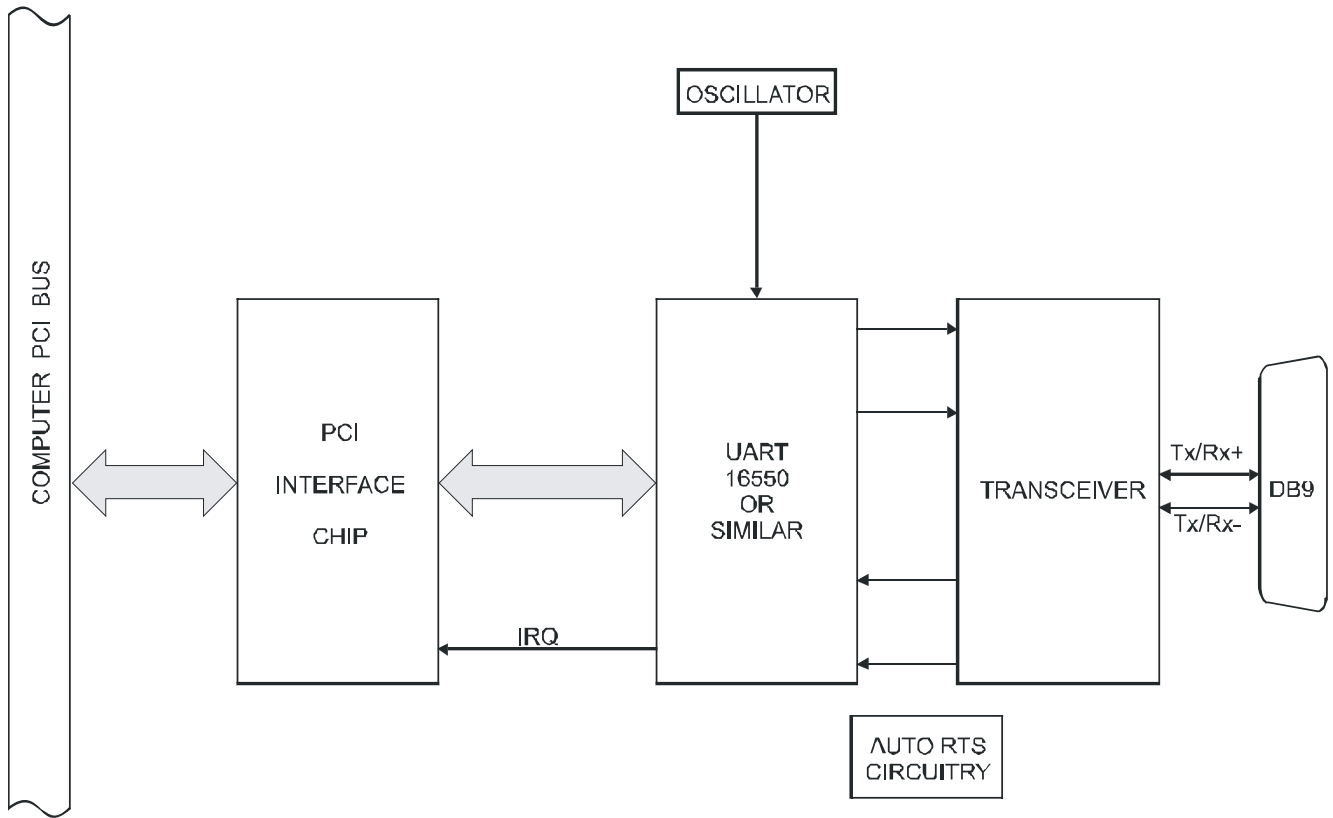 OSCILLATOR
COMPUTER PCI BUS
PCI
INTERFACE
CHIP
UART
16550
OR
SIMILAR
TRANSCEIVER
Tx/Rx+
Tx/Rx-
DB9
IRQ
AUTO RTS
CIRCUITRY